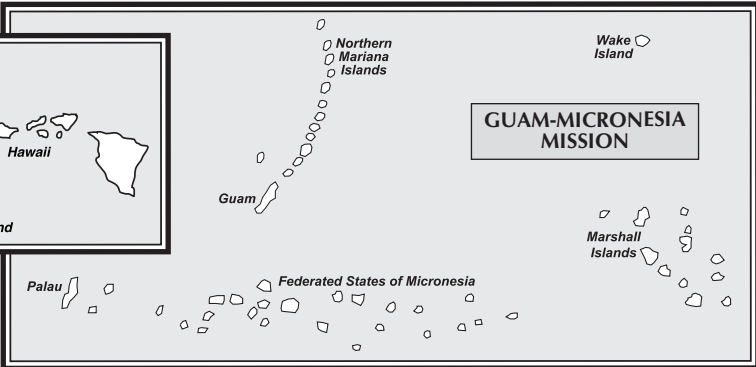 Northern
Mariana
Islands
Wake
Island
GUAM-MICRONESIA
MISSION
Hawaii
Guam
nd
Marshall
Islands
Palau
Federated States of Micronesia